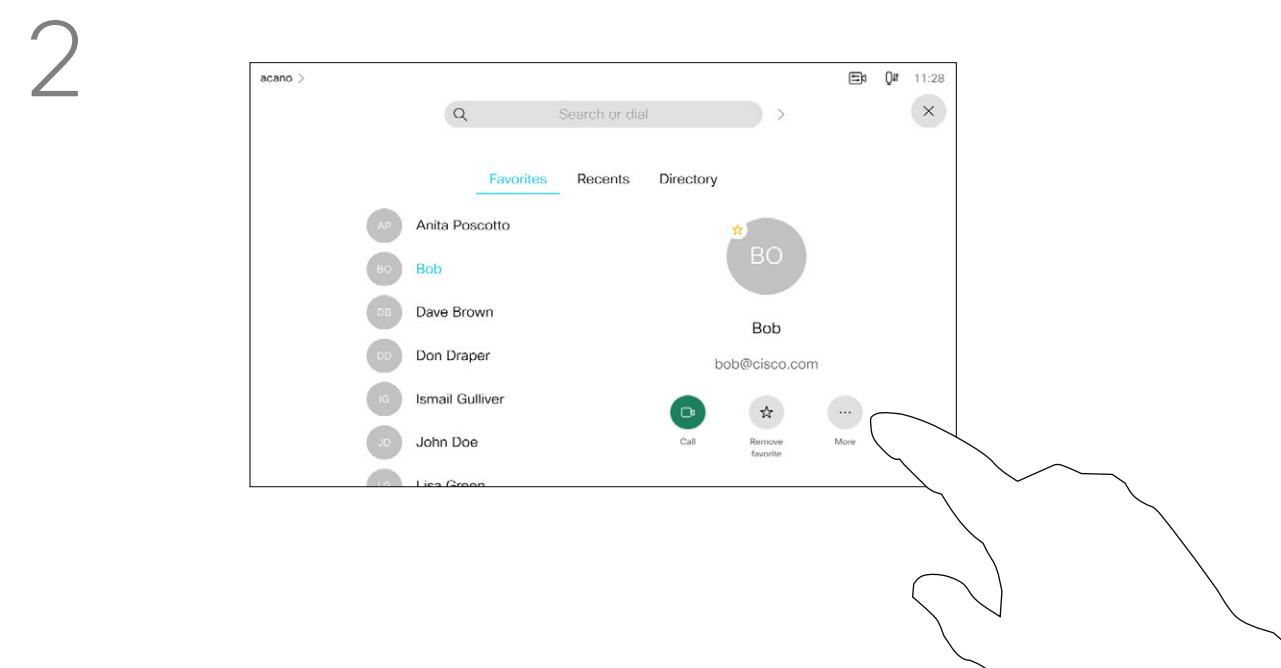 2
acano >
11:28
Search or dial
Favorites Recents Directory
AP Anita Poscotto
BO Bob
DB Dave Brown
DD Don Draper
IG Ismail Gulliver
JD John Doe
LG Lisa Green
BO
Bob
bob@cisco.com
Call
Remove
favorite
More